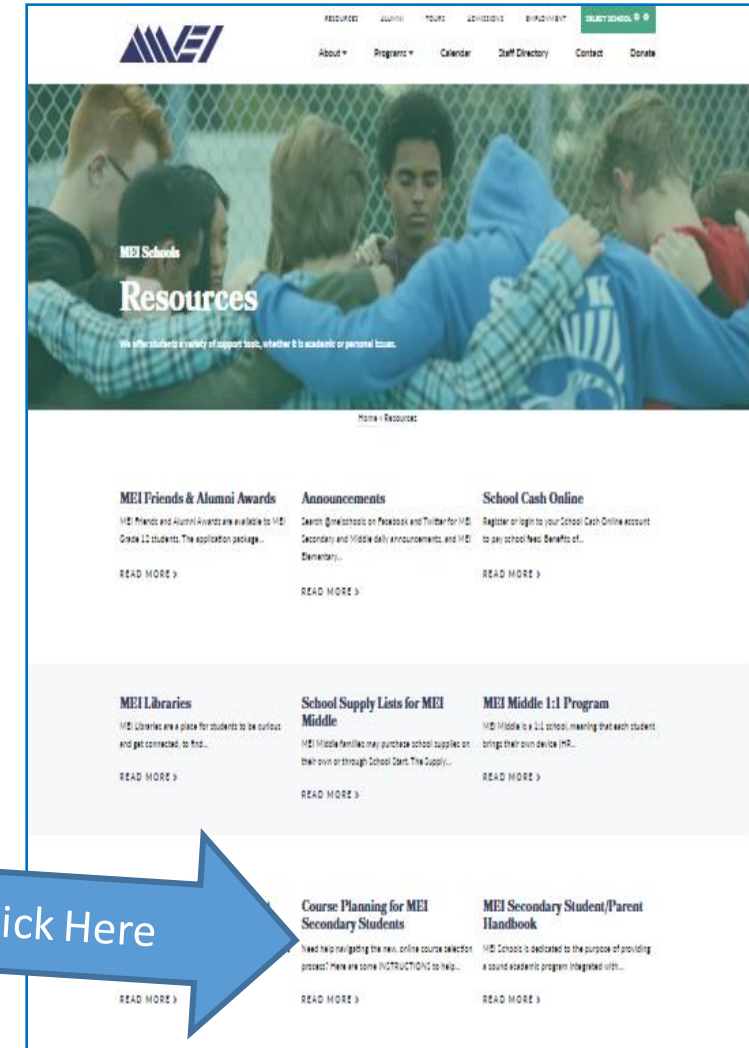 MEI
RESOURCES ALUMNI TOURS ADMISSIONS EMPLOYMENT SELECT SCHOOL
About Programs Calendar Staff Directory Contact Donate
MEI Schools
Resources
We offer students a variety of support tools, whether it is academic or personal issues.
Home › Resources
MEI Friends & Alumni Awards
MEI Friends and Alumni Awards are available to MEI
Grade 12 students. The application package...
READ MORE >
Announcements
Search @meischools on Facebook and Twitter for MEI
Secondary and Middle daily announcements, and MEI
Elementary...
READ MORE >
School Cash Online
Register or login to your School Cash Online account
to pay school fees! Benefits of...
READ MORE >
MEI Libraries
MEI Libraries are a place for students to be curious
and get connected, to find...
READ MORE >
School Supply Lists for MEI
Middle
MEI Middle families may purchase school supplies on
their own or through School Start. The Supply...
READ MORE >
MEI Middle 1:1 Program
MEI Middle is a 1:1 school, meaning that each student
brings their own device (HP...
READ MORE >
ick Here
READ MORE >
Course Planning for MEI
Secondary Students
Need help navigating the new, online course selection
process? Here are some INSTRUCTIONS to help...
READ MORE >
MEI Secondary Student/Parent
Handbook
MEI Schools is dedicated to the purpose of providing
a sound academic program integrated with...
READ MORE >